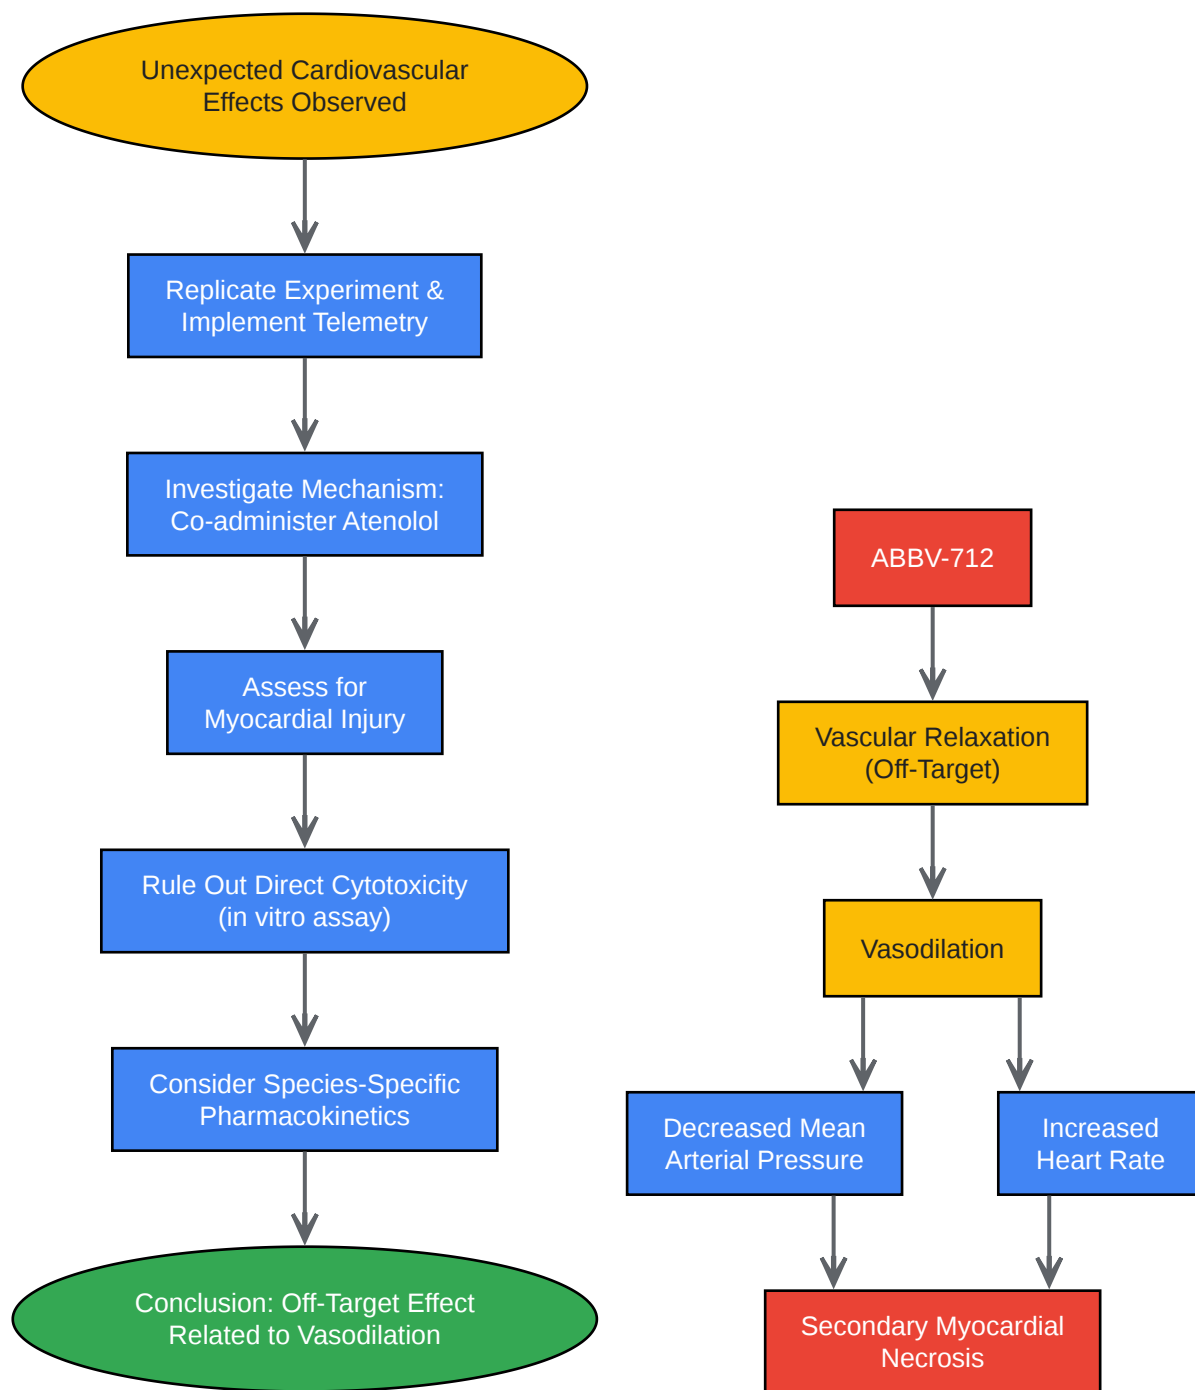 Unexpected Cardiovascular
Effects Observed
Replicate Experiment &
Implement Telemetry
Investigate Mechanism:
Co-administer Atenolol
Assess for
Myocardial Injury
Rule Out Direct Cytotoxicity
(in vitro assay)
Consider Species-Specific
Pharmacokinetics
Conclusion: Off-Target Effect
Related to Vasodilation
ABBV-712
Vascular Relaxation
(Off-Target)
Vasodilation
Decreased Mean
Arterial Pressure
Increased
Heart Rate
Secondary Myocardial
Necrosis